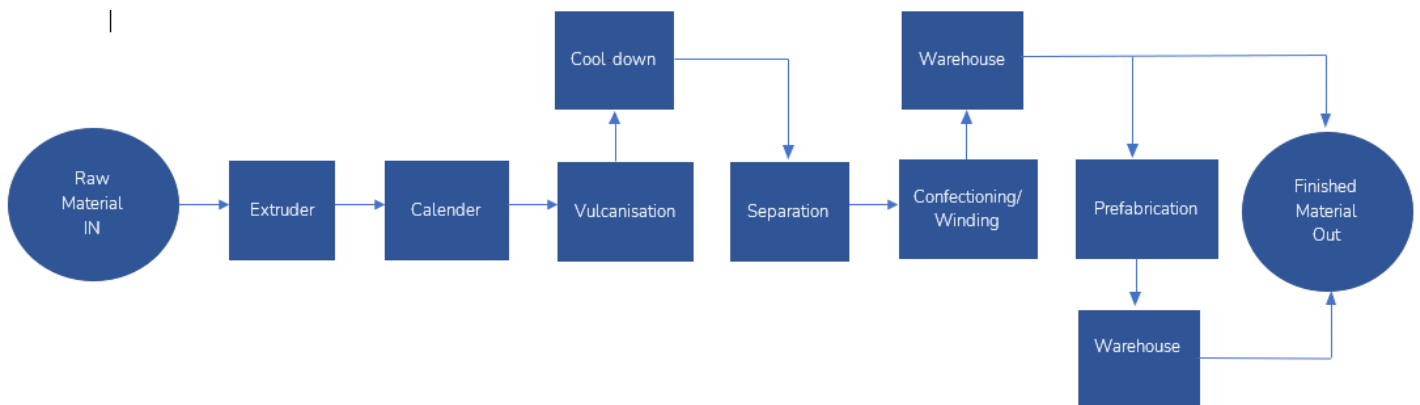 Raw
Material
IN
Extruder
Calender
Vulcanisation
Cool down
Separation
Confectioning/
Winding
Warehouse
Prefabrication
Warehouse
Finished
Material
Out